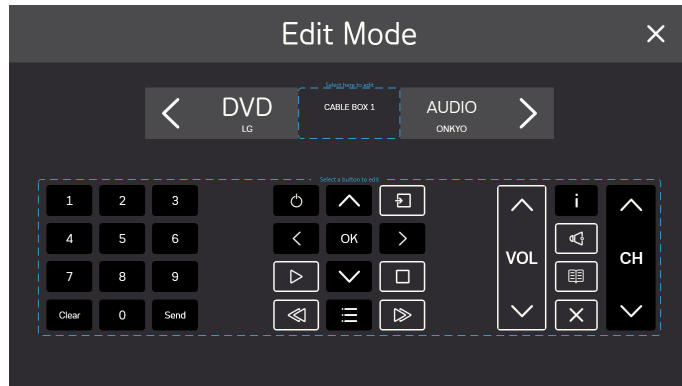 Edit Mode
Select here to edit
DVD
LG
CABLE BOX 1
AUDIO
ONKYO
Select a button to edit
1 2 3
4 5 6 OK
7 8 9
Clear 0 Send
i
VOL
CH